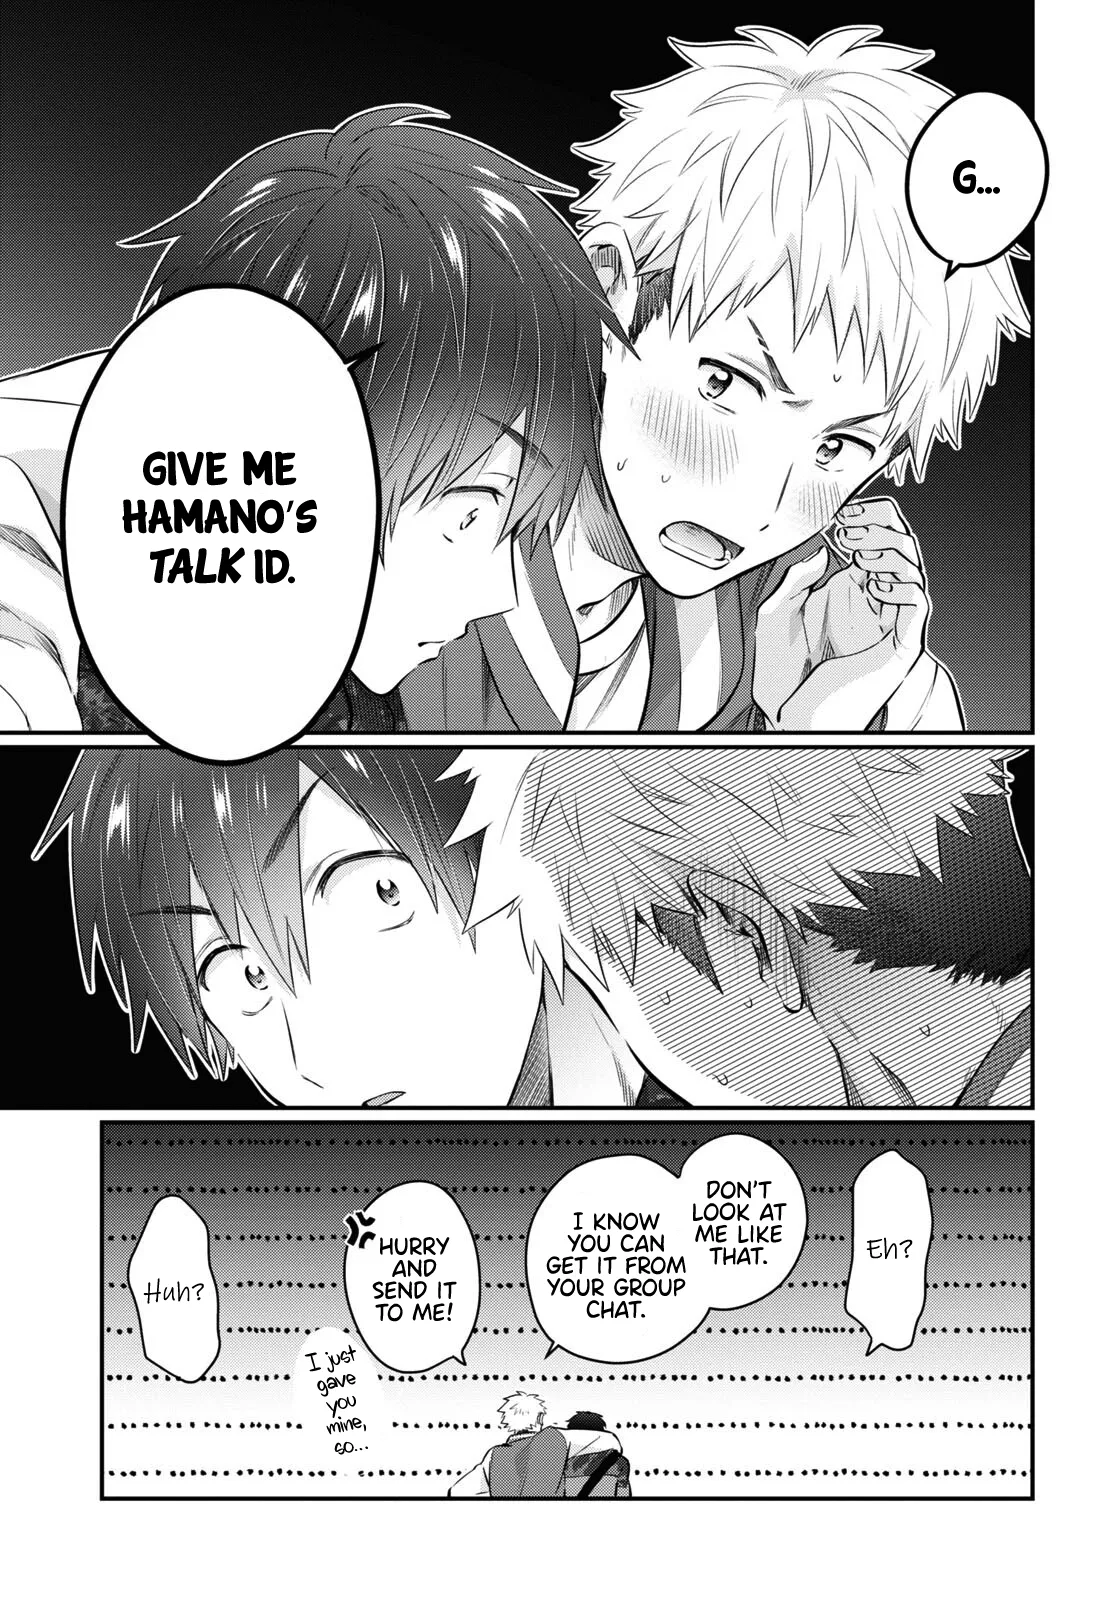 G...
GIVE ME
HAMANO'S
TALK ID.
Eh?
DON'T
LOOK AT
ME LIKE
THAT.
I KNOW
YOU CAN
GET IT FROM
YOUR GROUP
CHAT.
HURRY
AND
SEND IT
TO ME!
I just
gave
you
mine,
so...
Huh?